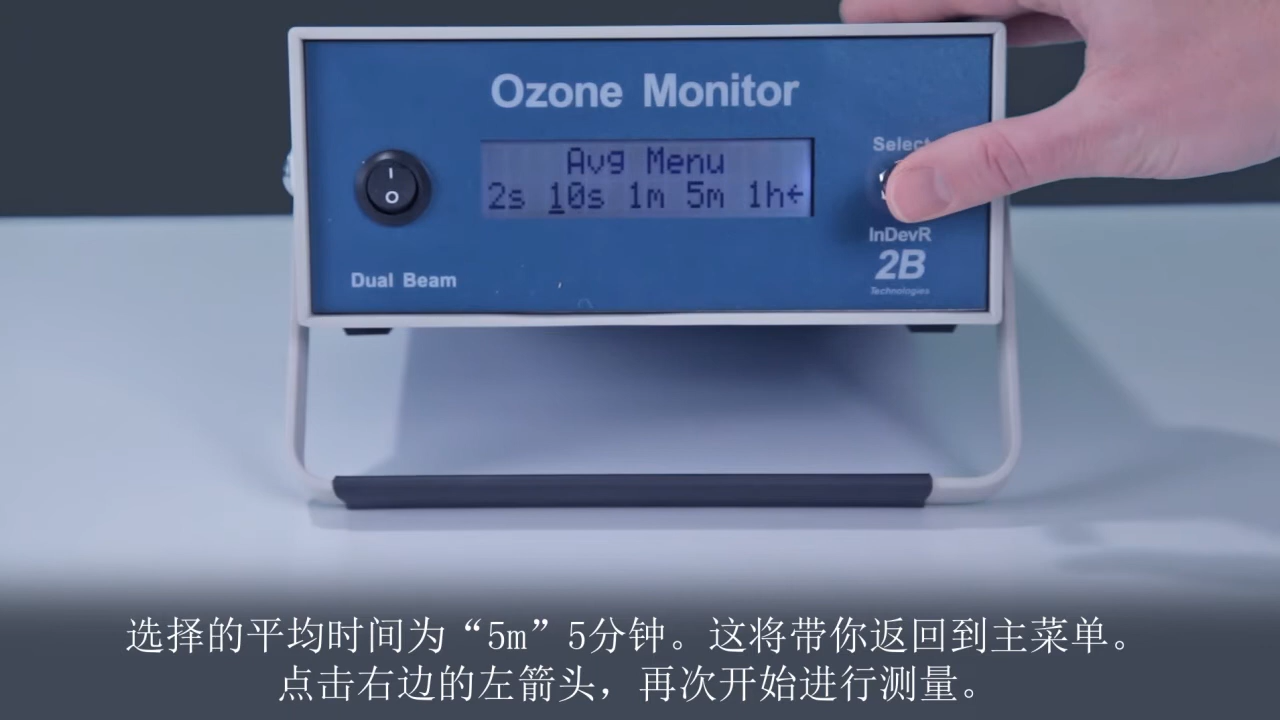 Ozone Monitor
Avg Menu
2s 10s 1m 5m 1h←
Select
InDevR
2B
Technologies
Dual Beam
选择的平均时间为“5m”5分钟。这将带你返回到主菜单。
点击右边的左箭头，再次开始进行测量。